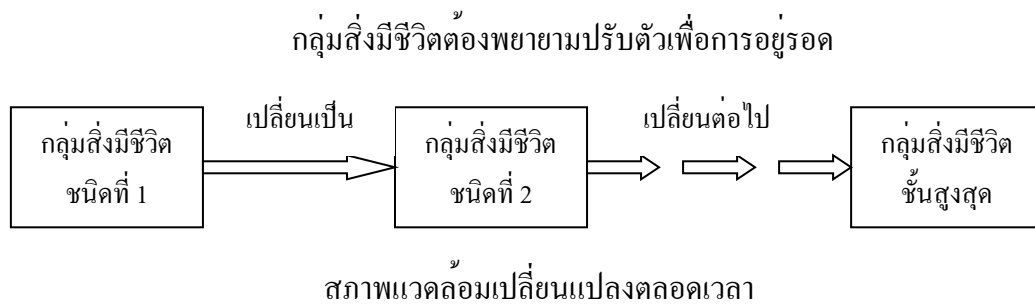 กลุ่มสิ่งมีชีวิตต้องพยายามปรับตัวเพื่อการอยู่รอด
กลุ่มสิ่งมีชีวิต
ชนิดที่ 1
เปลี่ยนเป็น
กลุ่มสิ่งมีชีวิต
ชนิดที่ 2
เปลี่ยนต่อไป
กลุ่มสิ่งมีชีวิต
ชั้นสูงสุด
สภาพแวดล้อมเปลี่ยนแปลงตลอดเวลา